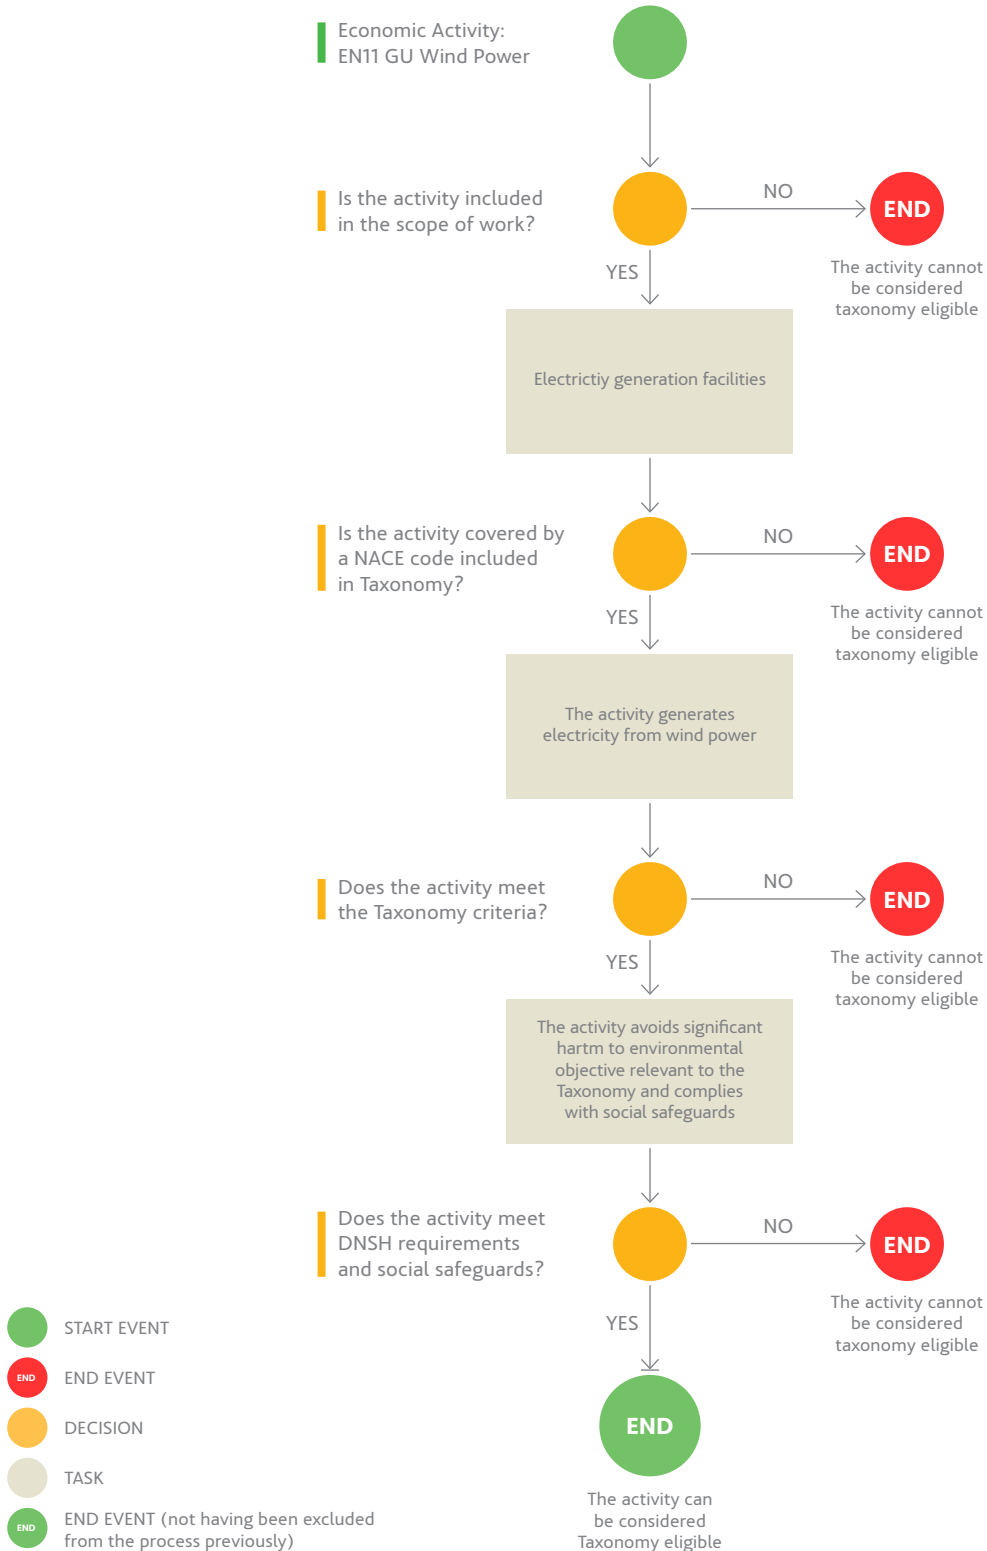 Economic Activity:
EN11 GU Wind Power
Is the activity included
in the scope of work?
NO
END
The activity cannot
be considered
taxonomy eligible
YES
Electrictiy generation facilities
Is the activity covered by
a NACE code included
in Taxonomy?
NO
END
The activity cannot
be considered
taxonomy eligible
YES
The activity generates
electricity from wind power
Does the activity meet
the Taxonomy criteria?
NO
END
The activity cannot
be considered
taxonomy eligible
YES
The activity avoids significant
hartm to environmental
objective relevant to the
Taxonomy and complies
with social safeguards
Does the activity meet
DNSH requirements
and social safeguards?
NO
END
The activity cannot
be considered
taxonomy eligible
YES
END
The activity can
be considered
Taxonomy eligible
START EVENT
END
END EVENT
DECISION
TASK
END
END EVENT (not having been excluded
from the process previously)